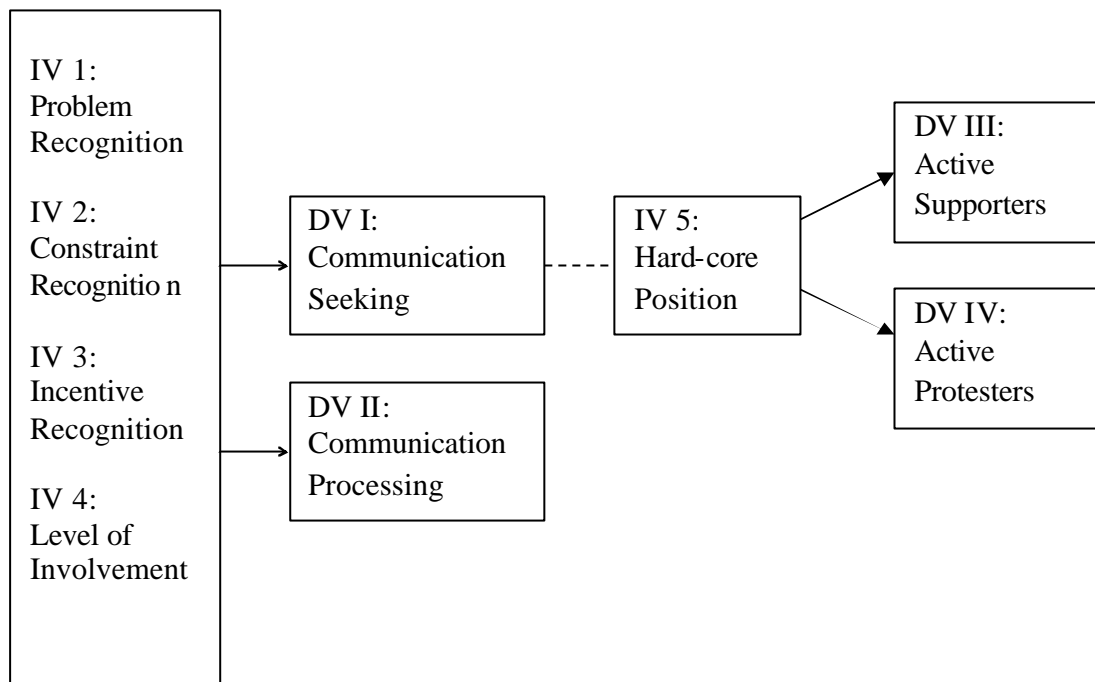 IV 1:
Problem
Recognition
IV 2:
Constraint
Recognitio n
IV 3:
Incentive
Recognition
IV 4:
Level of
Involvement
DV I:
Communication
Seeking
DV II:
Communication
Processing
IV 5:
Hard-core
Position
DV III:
Active
Supporters
DV IV:
Active
Protesters